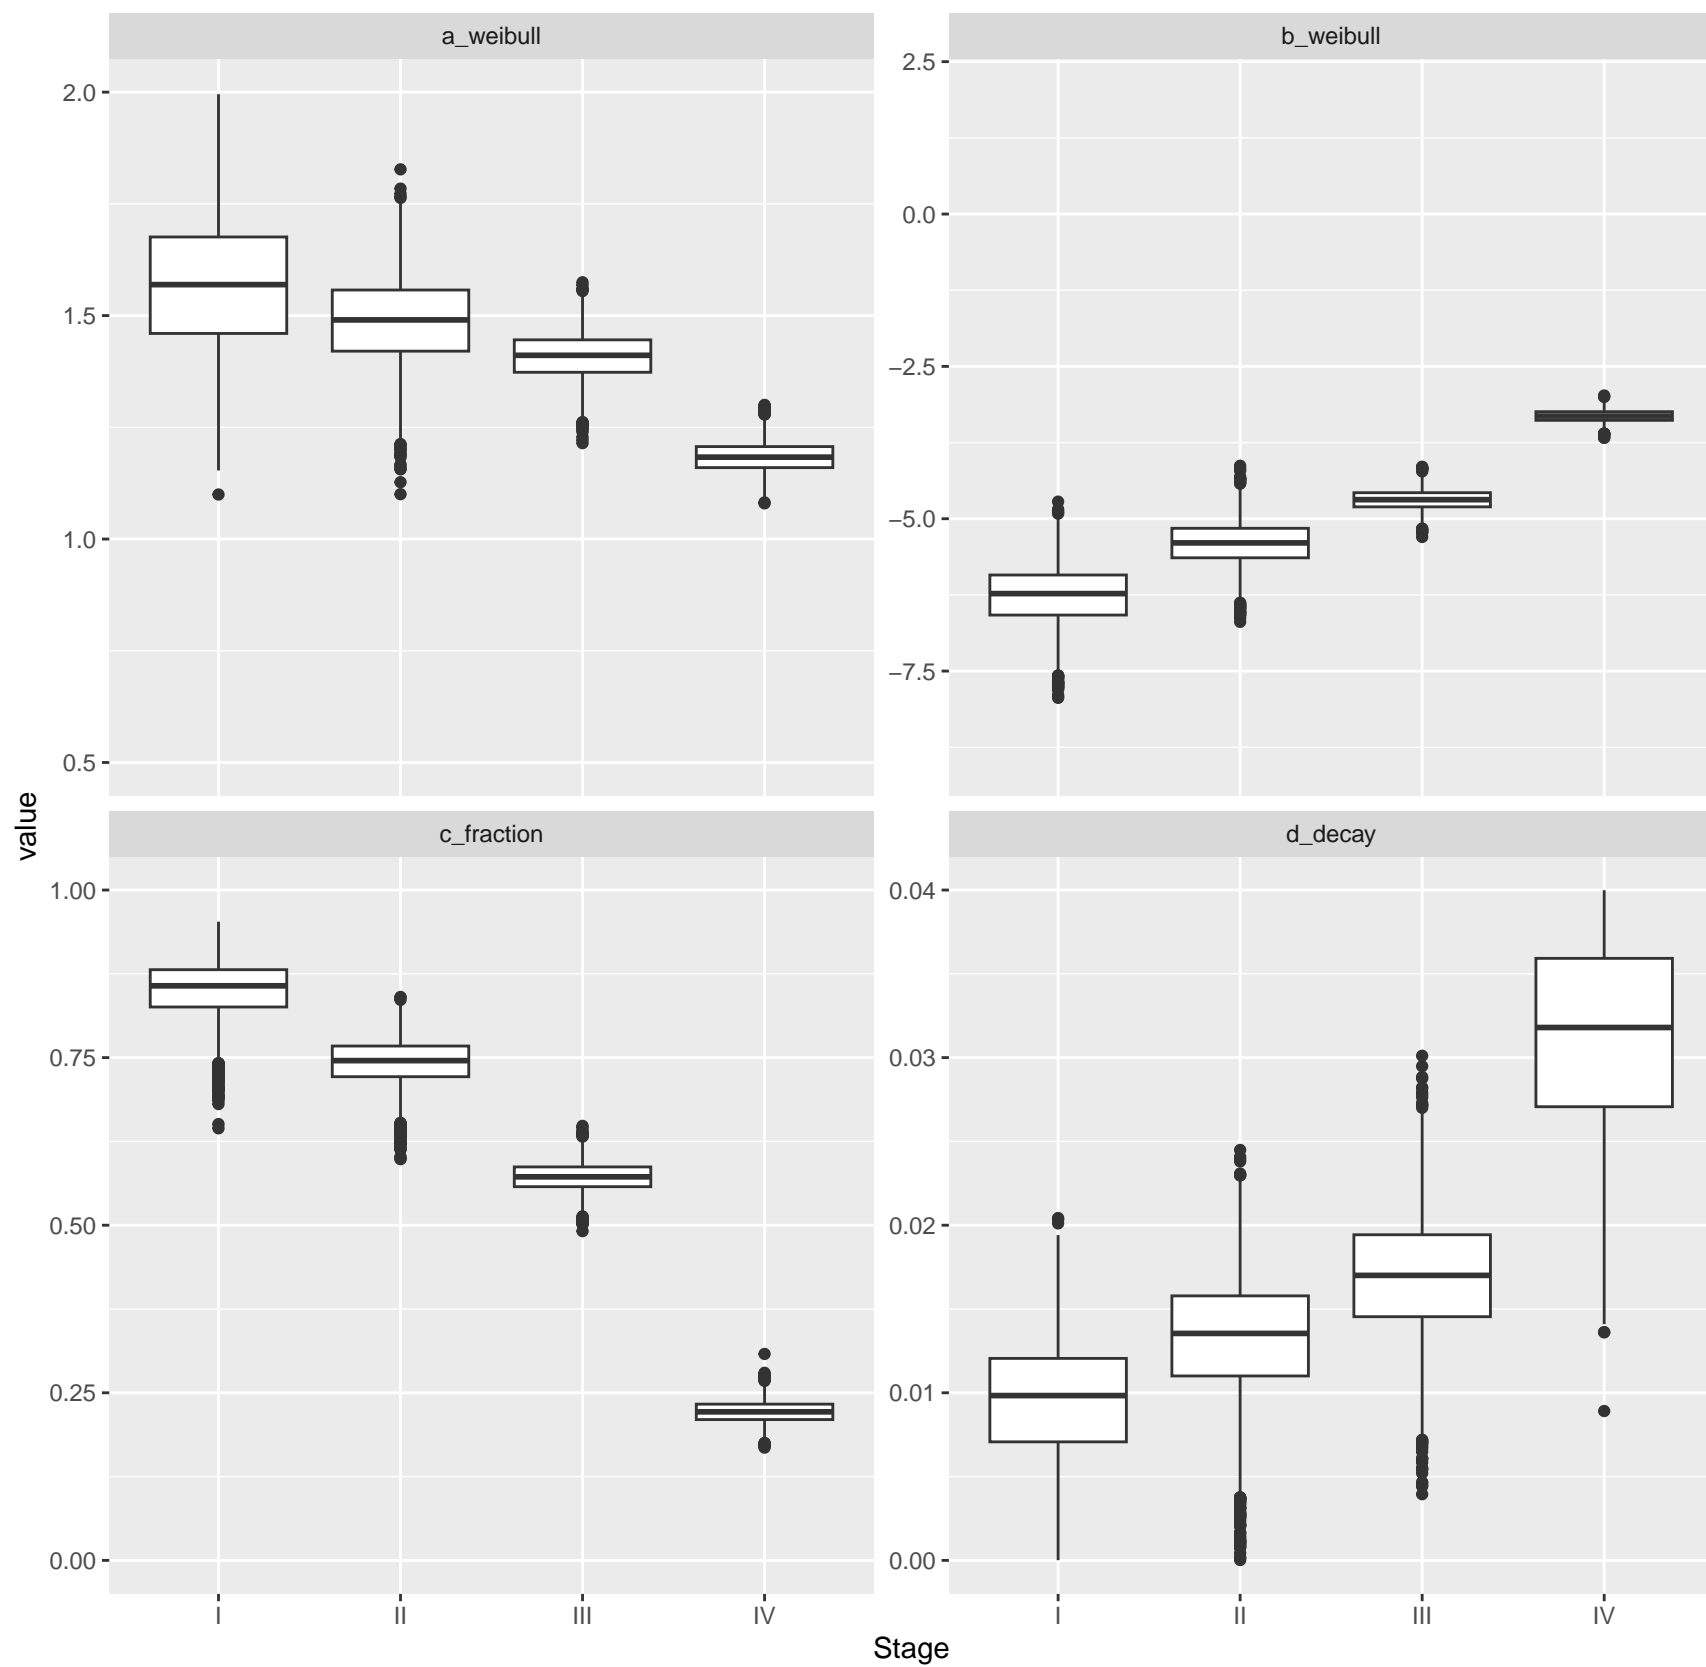 a_weibull
b_weibull
2.0
1.5
1.0
0.5
2.5
0.0
−2.5
−5.0
−7.5
value
c_fraction
d_decay
1.00
0.75
0.50
0.25
0.00
0.04
0.03
0.02
0.01
0.00
I II III IV
I II III IV
Stage